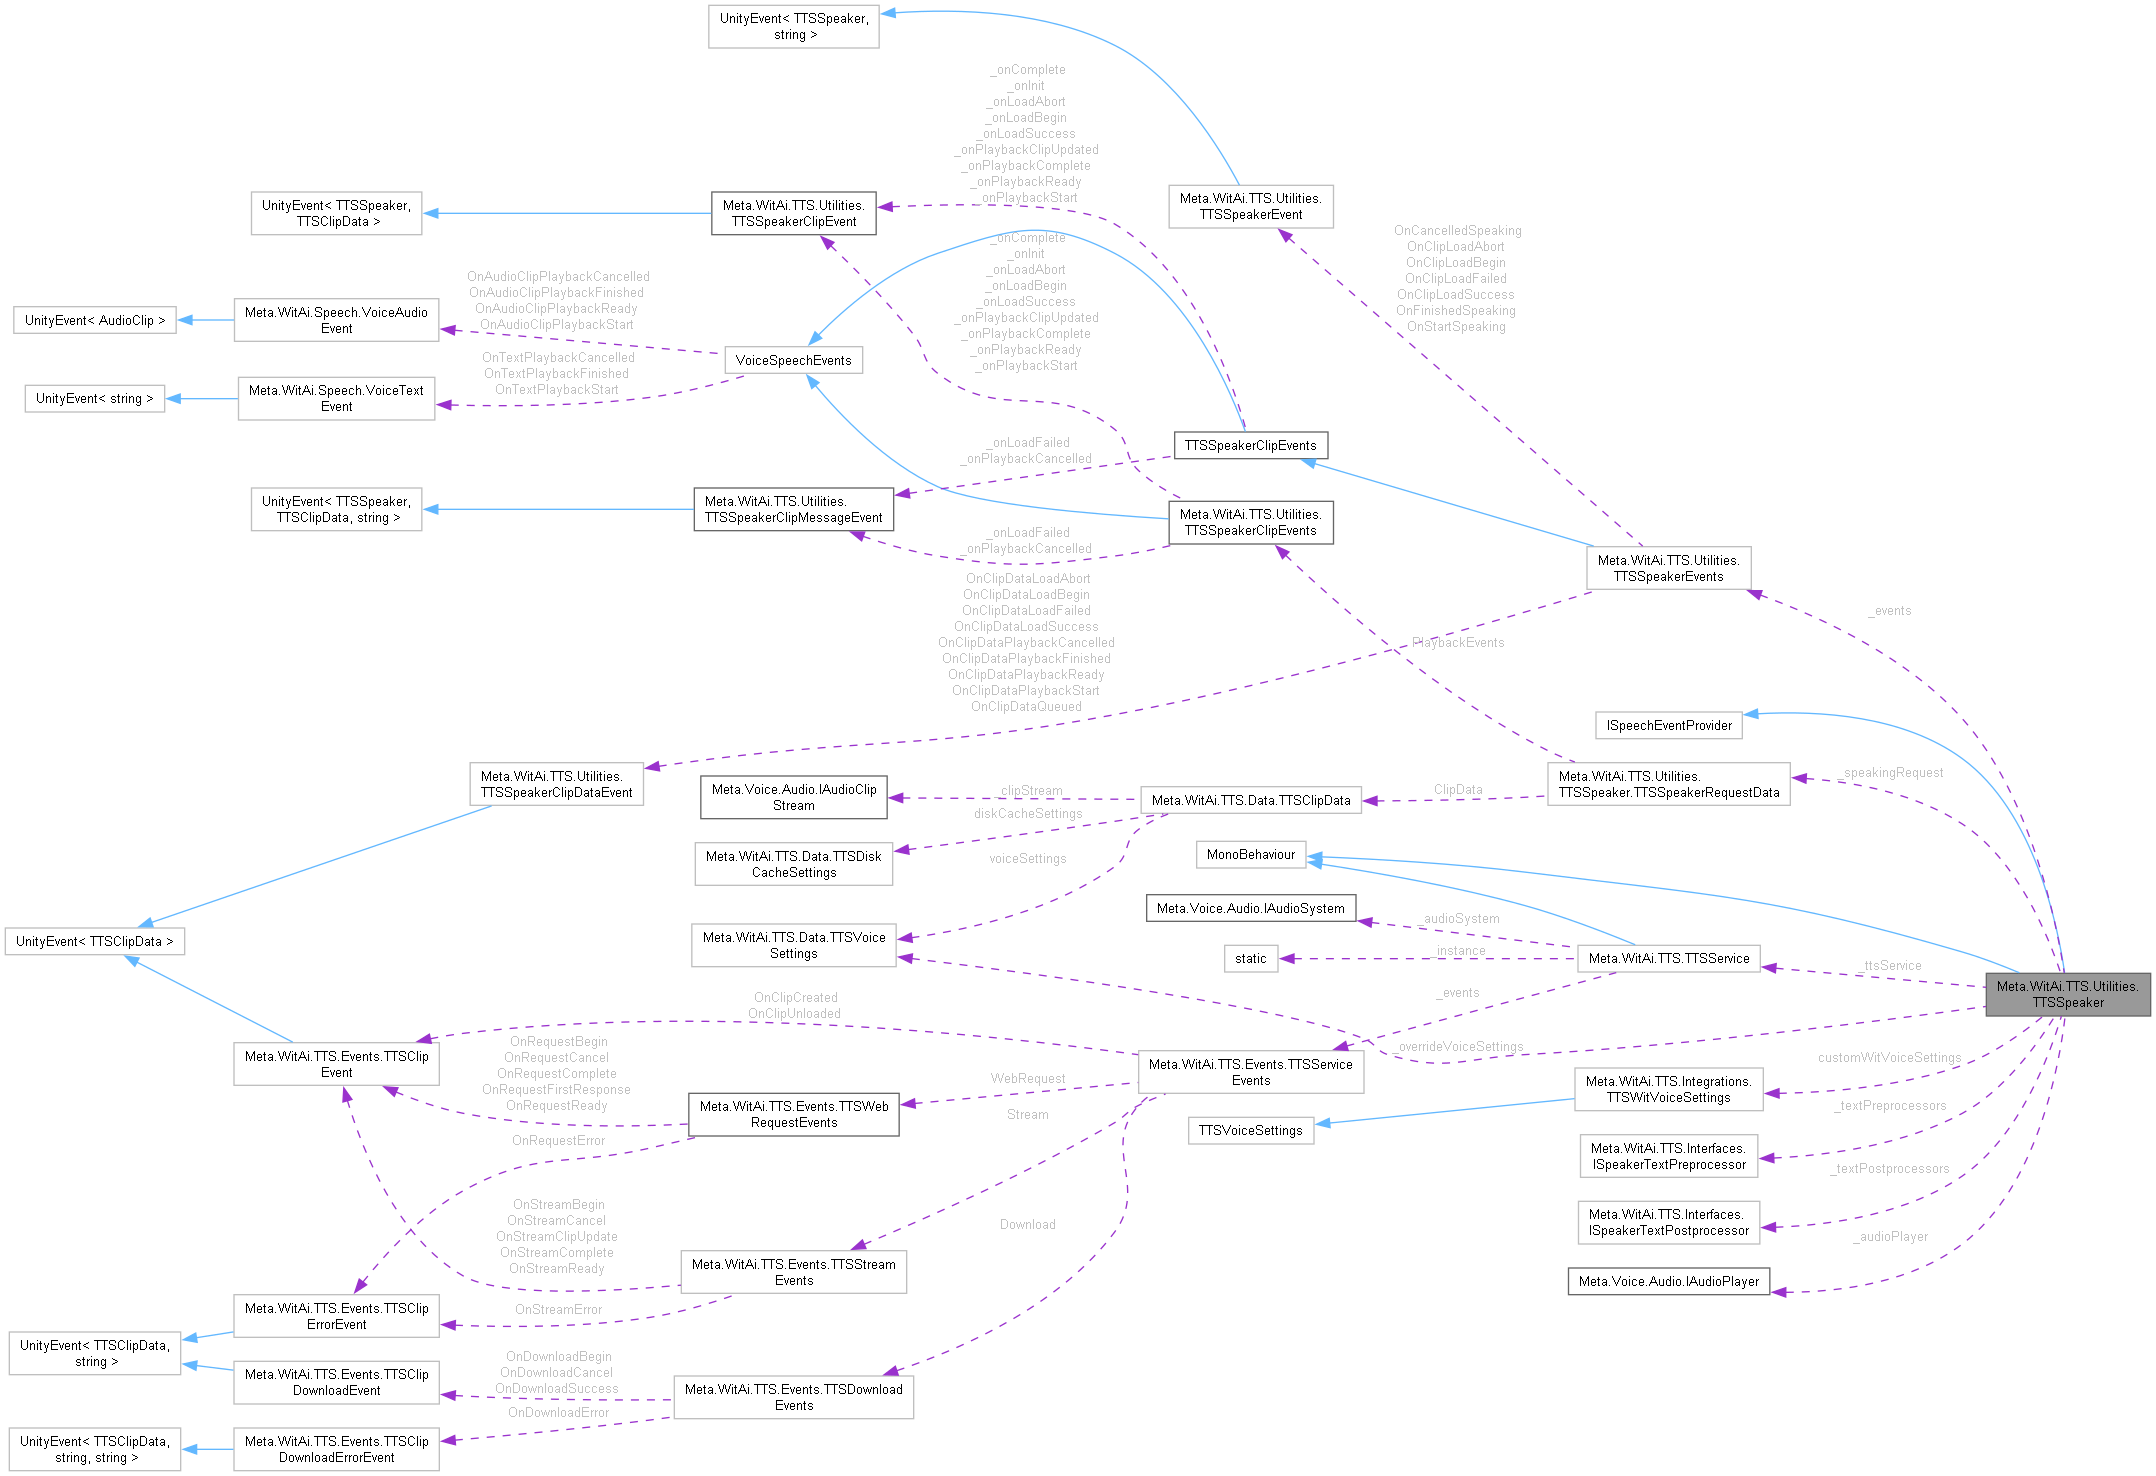 UnityEvent< TTSSpeaker,
string >
_onComplete
_onInit
_onLoadAbort
_onLoadBegin
_onLoadSuccess
_onPlaybackClipUpdated
_onPlaybackComplete
_onPlaybackReady
_onPlaybackStart
UnityEvent< TTSSpeaker,
TTSClipData >
Meta.WitAi.TTS.Utilities.
TTSSpeakerClipEvent
Meta.WitAi.TTS.Utilities.
TTSSpeakerEvent
OnCancelledSpeaking
OnClipLoadAbort
OnClipLoadBegin
OnClipLoadFailed
OnClipLoadSuccess
OnFinishedSpeaking
OnStartSpeaking
_onComplete
_onInit
_onLoadAbort
_onLoadBegin
_onLoadSuccess
_onPlaybackClipUpdated
_onPlaybackComplete
_onPlaybackReady
_onPlaybackStart
OnAudioClipPlaybackCancelled
OnAudioClipPlaybackFinished
OnAudioClipPlaybackReady
OnAudioClipPlaybackStart
UnityEvent< AudioClip >
Meta.WitAi.Speech.VoiceAudio
Event
OnTextPlaybackCancelled
OnTextPlaybackFinished
OnTextPlaybackStart
VoiceSpeechEvents
UnityEvent< string >
Meta.WitAi.Speech.VoiceText
Event
_onLoadFailed
_onPlaybackCancelled
TTSSpeakerClipEvents
UnityEvent< TTSSpeaker,
TTSClipData, string >
Meta.WitAi.TTS.Utilities.
TTSSpeakerClipMessageEvent
Meta.WitAi.TTS.Utilities.
TTSSpeakerClipEvents
_onLoadFailed
_onPlaybackCancelled
Meta.WitAi.TTS.Utilities.
TTSSpeakerEvents
OnClipDataLoadAbort
OnClipDataLoadBegin
OnClipDataLoadFailed
OnClipDataLoadSuccess
OnClipDataPlaybackCancelled
OnClipDataPlaybackFinished
OnClipDataPlaybackReady
OnClipDataPlaybackStart
OnClipDataQueued
_events
PlaybackEvents
ISpeechEventProvider
Meta.WitAi.TTS.Utilities.
TTSSpeakerClipDataEvent
Meta.Voice.Audio.IAudioClip
Stream
clipStream
Meta.WitAi.TTS.Data.TTSClipData
ClipData
Meta.WitAi.TTS.Utilities.
TTSSpeaker.TTSSpeakerRequestData
_speakingRequest
diskCacheSettings
Meta.WitAi.TTS.Data.TTSDisk
CacheSettings
voiceSettings
MonoBehaviour
Meta.Voice.Audio.IAudioSystem
_audioSystem
UnityEvent< TTSClipData >
Meta.WitAi.TTS.Data.TTSVoice
Settings
static
_instance
Meta.WitAi.TTS.TTSService
_ttsService
Meta.WitAi.TTS.Utilities.
TTSSpeaker
OnClipCreated
OnClipUnloaded
_events
_overrideVoiceSettings
Meta.WitAi.TTS.Events.TTSClip
Event
OnRequestBegin
OnRequestCancel
OnRequestComplete
OnRequestFirstResponse
OnRequestReady
Meta.WitAi.TTS.Events.TTSService
Events
WebRequest
Meta.WitAi.TTS.Events.TTSWeb
RequestEvents
Stream
customWitVoiceSettings
Meta.WitAi.TTS.Integrations.
TTSWitVoiceSettings
TTSVoiceSettings
_textPreprocessors
OnRequestError
Meta.WitAi.TTS.Interfaces.
ISpeakerTextPreprocessor
_textPostprocessors
OnStreamBegin
OnStreamCancel
OnStreamClipUpdate
OnStreamComplete
OnStreamReady
Download
Meta.WitAi.TTS.Interfaces.
ISpeakerTextPostprocessor
_audioPlayer
Meta.WitAi.TTS.Events.TTSStream
Events
Meta.Voice.Audio.IAudioPlayer
OnStreamError
Meta.WitAi.TTS.Events.TTSClip
ErrorEvent
UnityEvent< TTSClipData,
string >
OnDownloadBegin
OnDownloadCancel
OnDownloadSuccess
Meta.WitAi.TTS.Events.TTSClip
DownloadEvent
Meta.WitAi.TTS.Events.TTSDownload
Events
OnDownloadError
UnityEvent< TTSClipData,
string, string >
Meta.WitAi.TTS.Events.TTSClip
DownloadErrorEvent